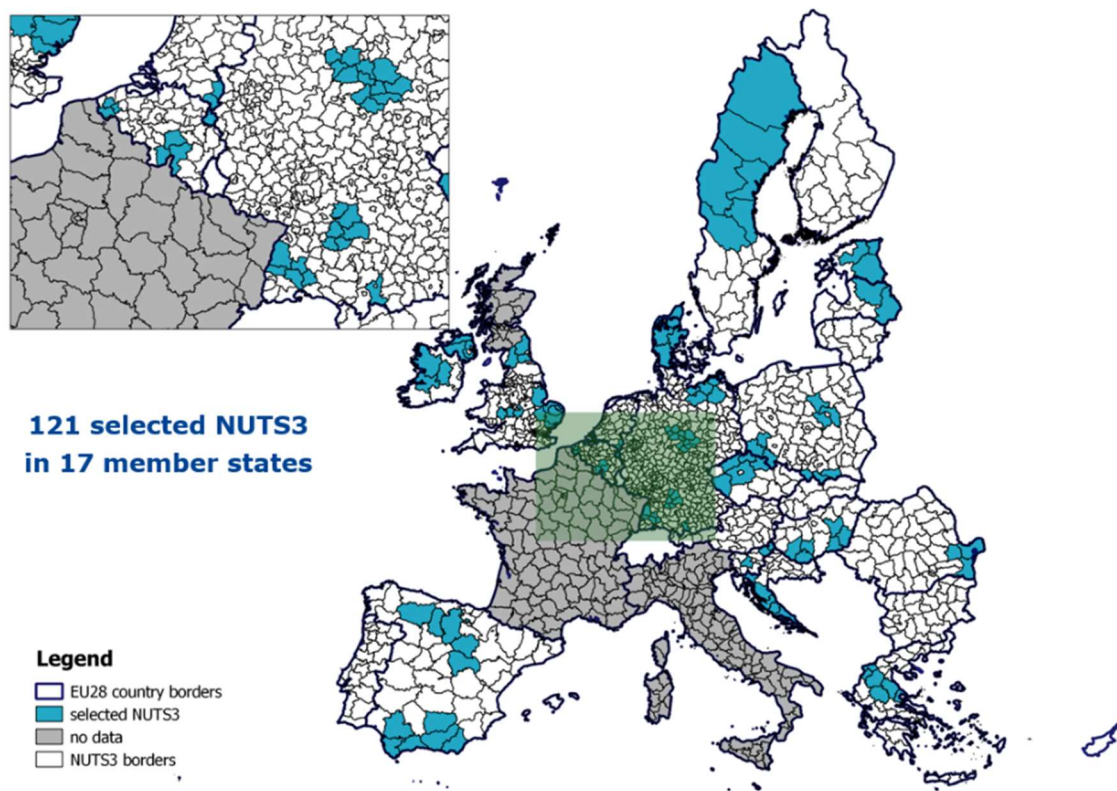 121 selected NUTS3
in 17 member states
Legend
EU28 country borders
selected NUTS3
no data
NUTS3 borders